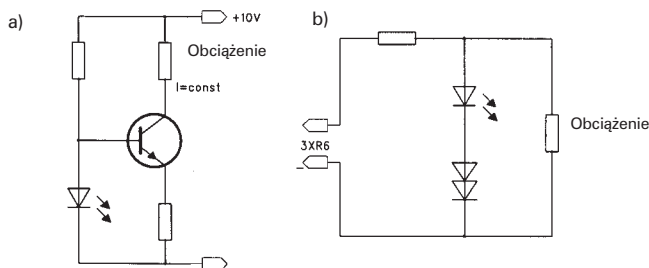 a)
+10V
Obciążenie
I=const
b)
3XR6
–
Obciążenie